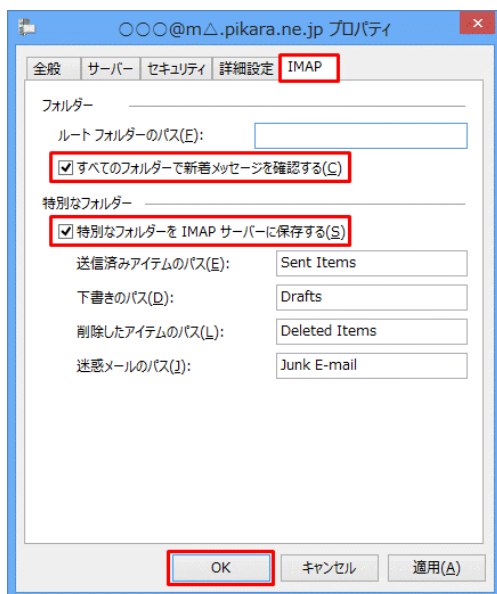 ○○○@m△.pikara.ne.jp プロパティ
全般 サーバー セキュリティ 詳細設定 IMAP
フォルダー
ルート フォルダーのパス(F):
すべてのフォルダーで新着メッセージを確認する(C)
特別なフォルダー
特別なフォルダーを IMAP サーバーに保存する(S)
送信済みアイテムのパス(E): Sent Items
下書きのパス(D): Drafts
削除したアイテムのパス(L): Deleted Items
迷惑メールのパス(J): Junk E-mail
OK キャンセル 適用(A)